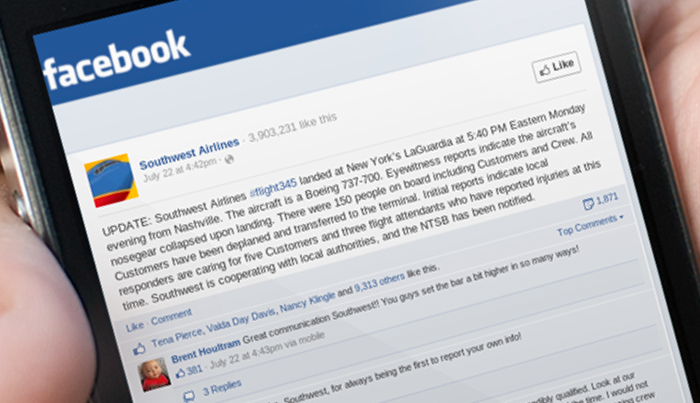 facebook
Like
Southwest Airlines · 3,903,231 like this
July 22 at 4:42pm ·
UPDATE: Southwest Airlines #flight345 landed at New York's LaGuardia at 5:40 PM Eastern Monday
evening from Nashville. The aircraft is a Boeing 737-700. Eyewitness reports indicate the aircraft's
nosegear collapsed upon landing. There were 150 people on board including Customers and Crew. All
Customers have been deplaned and transferred to the terminal. Initial reports indicate local
responders are caring for five Customers and three flight attendants who have reported injuries at this
time. Southwest is cooperating with local authorities, and the NTSB has been notified.
Like · Comment
1,871
Top Comments
Tena Pierce, Valda Day Davis, Nancy Klingle and 9,313 others like this.
Brent Houltram Great communication Southwest!! You guys set the bar a bit higher in so many ways!
381 · July 22 at 4:43pm via mobile
3 Replies
Southwest, for always being the first to report your own info!
qualified. Look at our
time. I would not
crew